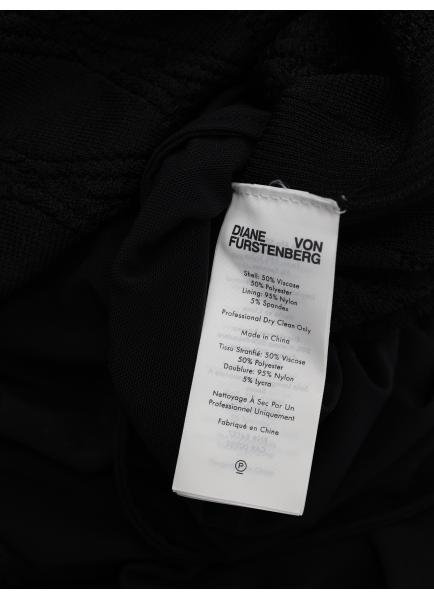 DIANE VON
FURSTENBERG
Shell: 50% Viscose
50% Polyester
Lining: 95% Nylon
5% Spandex
Professional Dry Clean Only
Made in China
Tissu Stratifié: 50% Viscose
50% Polyester
Doublure: 95% Nylon
5% Lycra
Nettoyage À Sec Par Un
Professionel Uniquement
Fabriqué en Chine
P